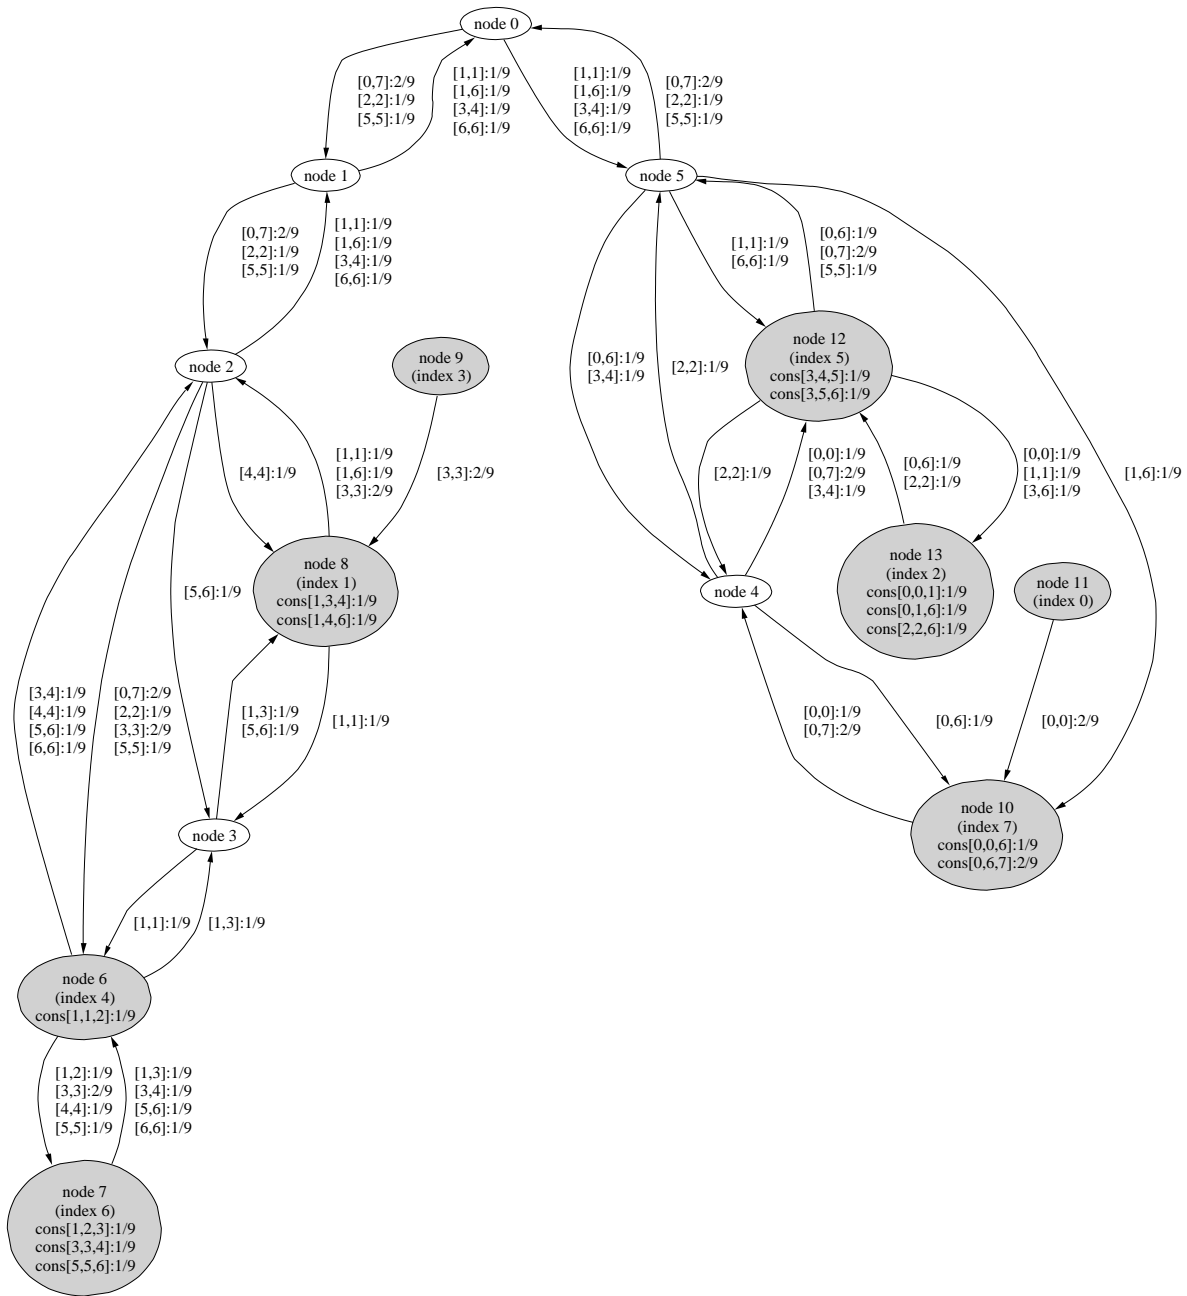 node 0
[0,7]:2/9
[2,2]:1/9
[5,5]:1/9
[1,1]:1/9
[1,6]:1/9
[3,4]:1/9
[6,6]:1/9
[1,1]:1/9
[1,6]:1/9
[3,4]:1/9
[6,6]:1/9
[0,7]:2/9
[2,2]:1/9
[5,5]:1/9
node 1
node 5
[0,7]:2/9
[2,2]:1/9
[5,5]:1/9
[1,1]:1/9
[1,6]:1/9
[3,4]:1/9
[6,6]:1/9
[1,1]:1/9
[6,6]:1/9
[0,6]:1/9
[0,7]:2/9
[5,5]:1/9
node 2
node 9
(index 3)
[0,6]:1/9
[3,4]:1/9
[2,2]:1/9
node 12
(index 5)
cons[3,4,5]:1/9
cons[3,5,6]:1/9
[4,4]:1/9
[1,1]:1/9
[1,6]:1/9
[3,3]:2/9
[3,3]:2/9
[2,2]:1/9
[0,0]:1/9
[0,7]:2/9
[3,4]:1/9
[0,6]:1/9
[2,2]:1/9
[0,0]:1/9
[1,1]:1/9
[3,6]:1/9
[1,6]:1/9
node 8
(index 1)
cons[1,3,4]:1/9
cons[1,4,6]:1/9
[5,6]:1/9
node 4
node 13
(index 2)
cons[0,0,1]:1/9
cons[0,1,6]:1/9
cons[2,2,6]:1/9
node 11
(index 0)
[3,4]:1/9
[4,4]:1/9
[5,6]:1/9
[6,6]:1/9
[0,7]:2/9
[2,2]:1/9
[3,3]:2/9
[5,5]:1/9
[1,3]:1/9
[5,6]:1/9
[1,1]:1/9
[0,0]:1/9
[0,7]:2/9
[0,6]:1/9
[0,0]:2/9
node 3
node 10
(index 7)
cons[0,0,6]:1/9
cons[0,6,7]:2/9
[1,1]:1/9
[1,3]:1/9
node 6
(index 4)
cons[1,1,2]:1/9
[1,2]:1/9
[3,3]:2/9
[4,4]:1/9
[5,5]:1/9
[1,3]:1/9
[3,4]:1/9
[5,6]:1/9
[6,6]:1/9
node 7
(index 6)
cons[1,2,3]:1/9
cons[3,3,4]:1/9
cons[5,5,6]:1/9